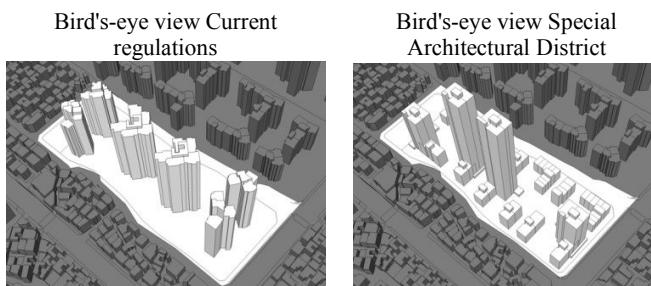 Bird's-eye view Current
regulations
Bird's-eye view Special
Architectural District